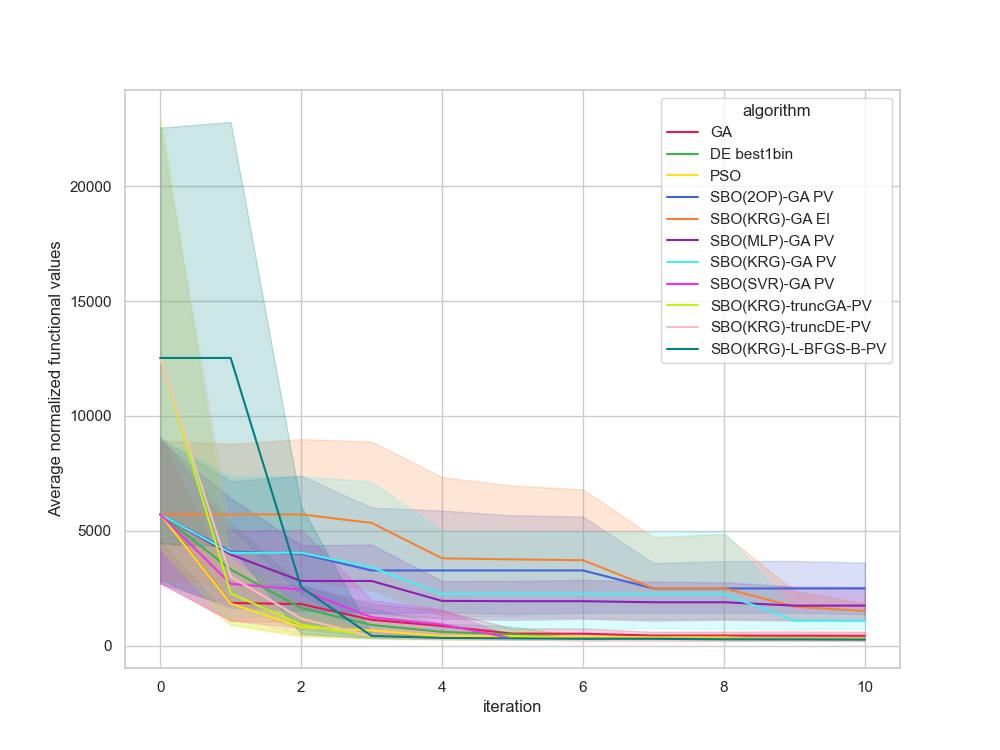 algorithm
GA
DE best1bin
PSO
SBO(2OP)-GA PV
SBO(KRG)-GA EI
SBO(MLP)-GA PV
SBO(KRG)-GA PV
SBO(SVR)-GA PV
SBO(KRG)-truncGA-PV
SBO(KRG)-truncDE-PV
SBO(KRG)-L-BFGS-B-PV
Average normalized functional values
20000
15000
10000
5000
0
0 2 4 6 8 10
iteration